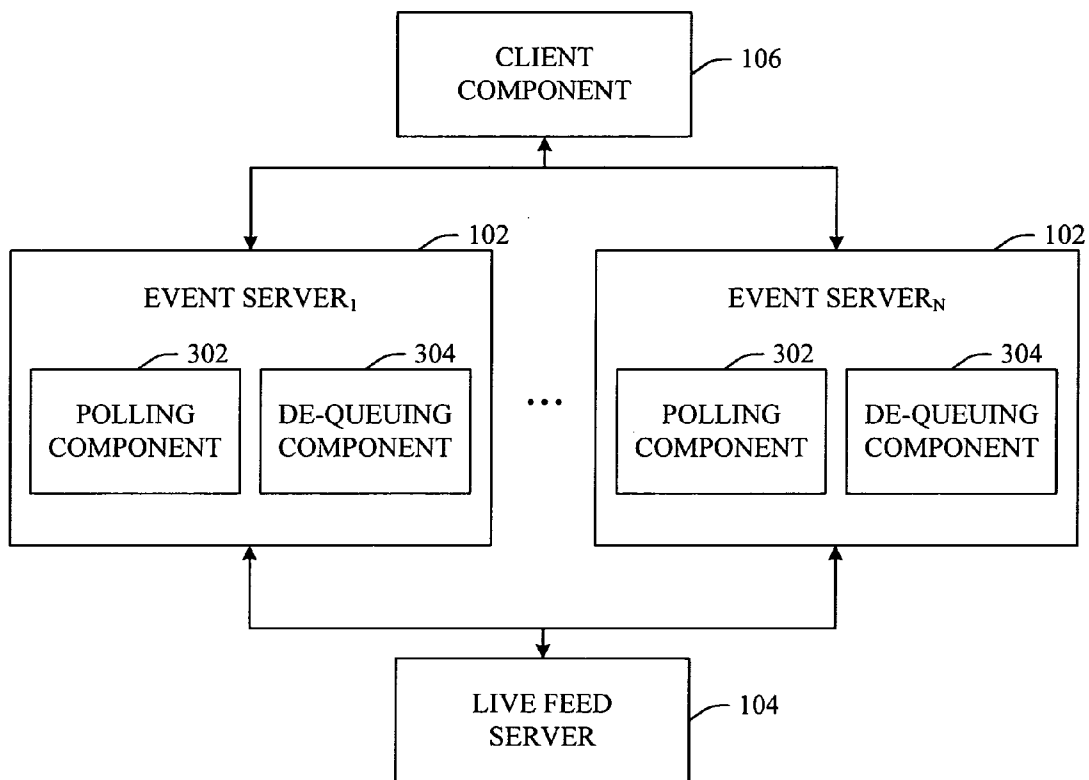 CLIENT
COMPONENT
106
102
102
EVENT SERVER₁
EVENT SERVERN
302
304
302
304
POLLING
COMPONENT
DE-QUEUING
COMPONENT
...
POLLING
COMPONENT
DE-QUEUING
COMPONENT
LIVE FEED
SERVER
104